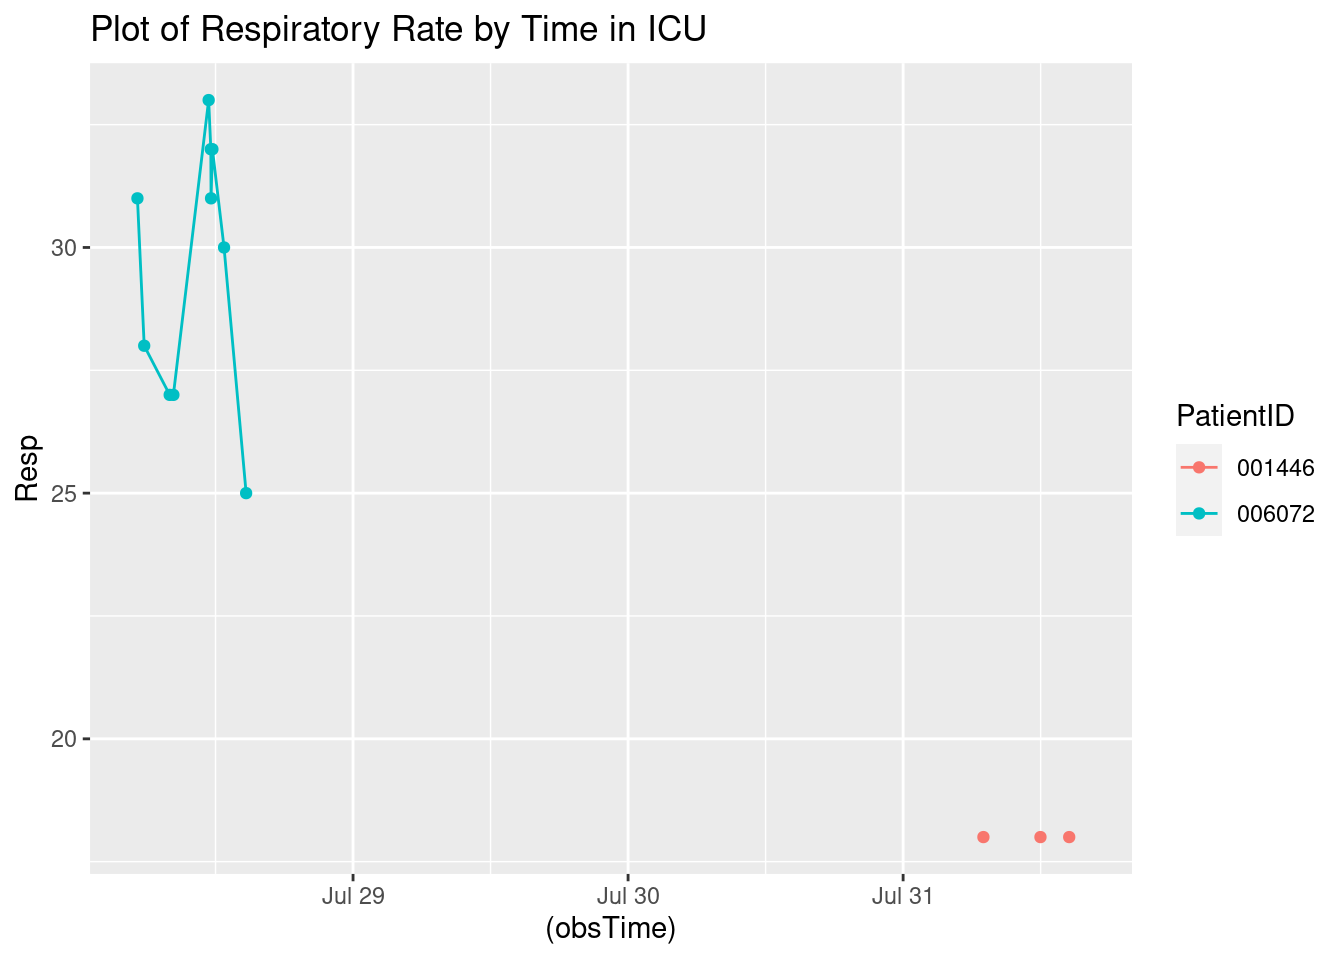 Plot of Respiratory Rate by Time in ICU
Resp
30
25
20
Jul 29
Jul 30
Jul 31
(obsTime)
PatientID
001446
006072